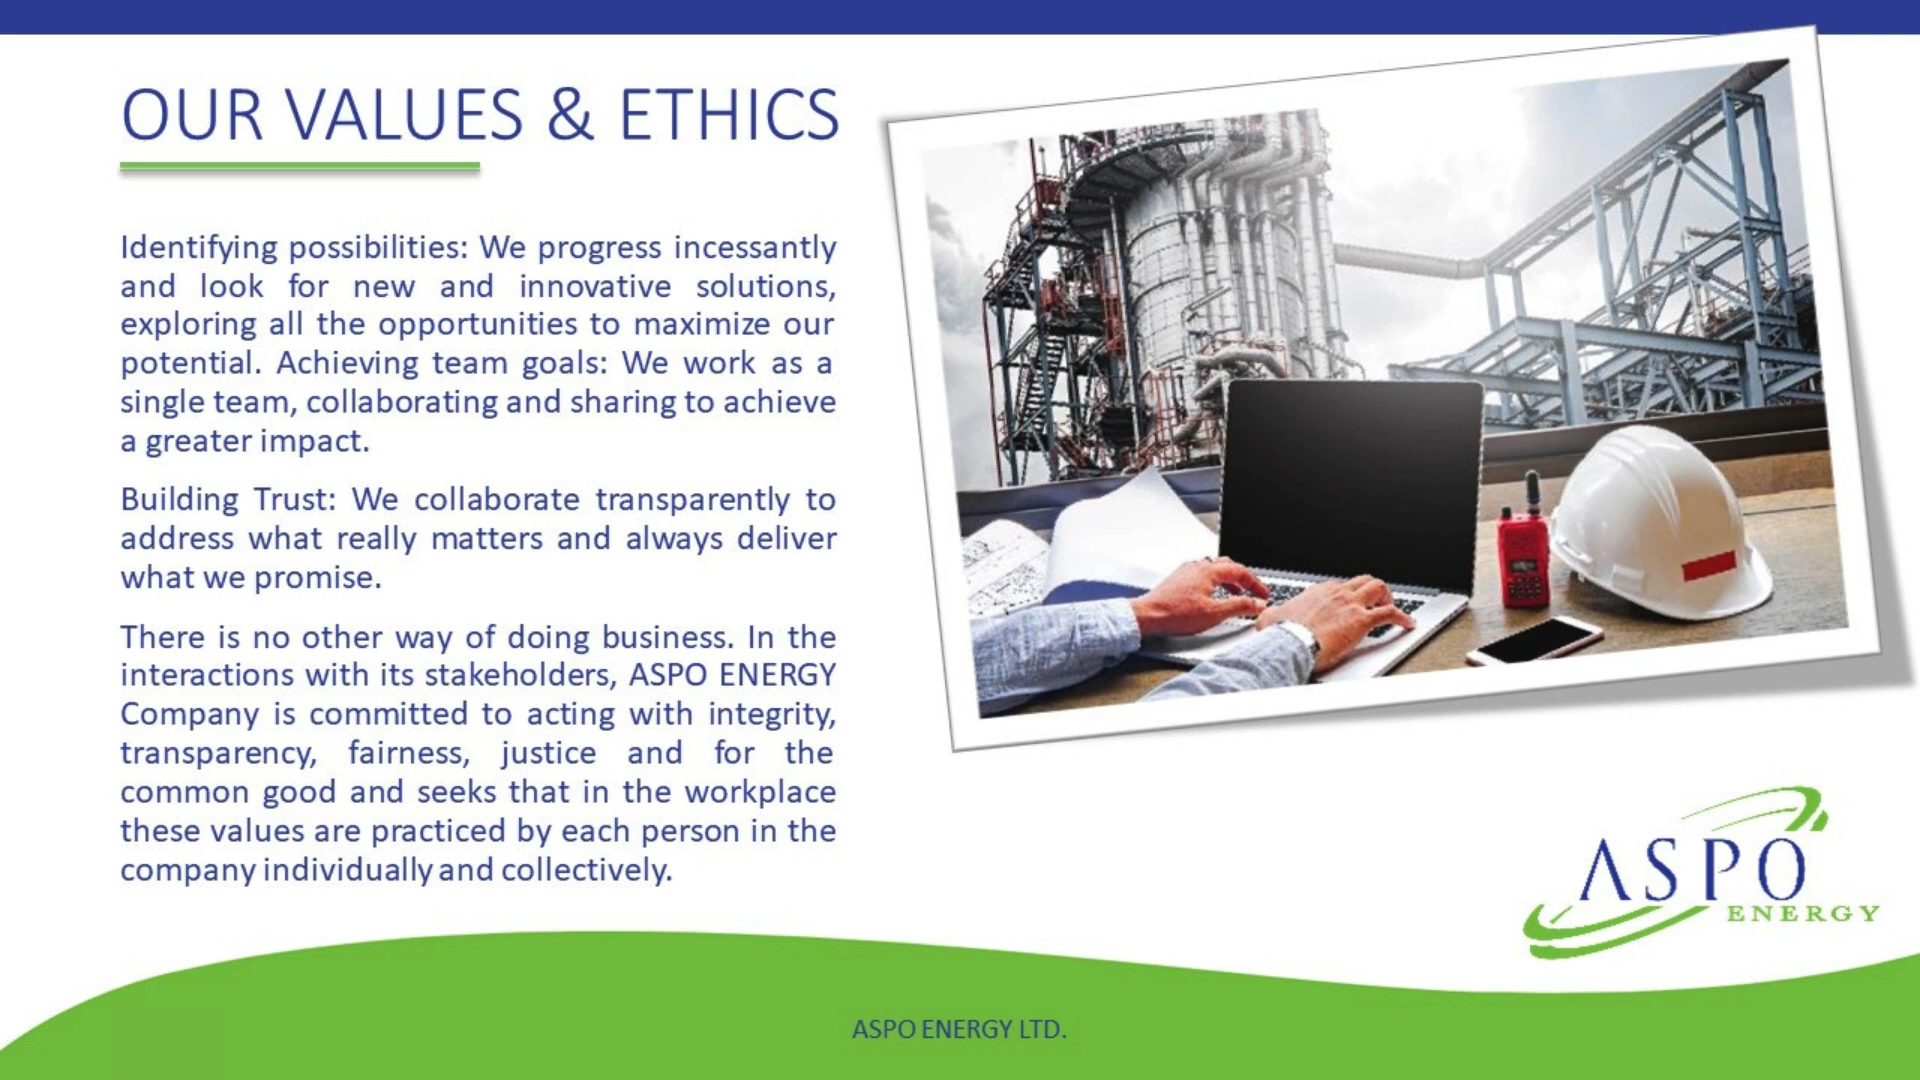 OUR VALUES & ETHICS
Identifying possibilities: We progress incessantly
and look for new and innovative solutions,
exploring all the opportunities to maximize our
potential. Achieving team goals: We work as a
single team, collaborating and sharing to achieve
a greater impact.
Building Trust: We collaborate transparently to
address what really matters and always deliver
what we promise.
There is no other way of doing business. In the
interactions with its stakeholders, ASPO ENERGY
Company is committed to acting with integrity,
transparency, fairness, justice and for the
common good and seeks that in the workplace
these values are practiced by each person in the
company individually and collectively.
ASPO
ENERGY
ASPO ENERGY LTD.